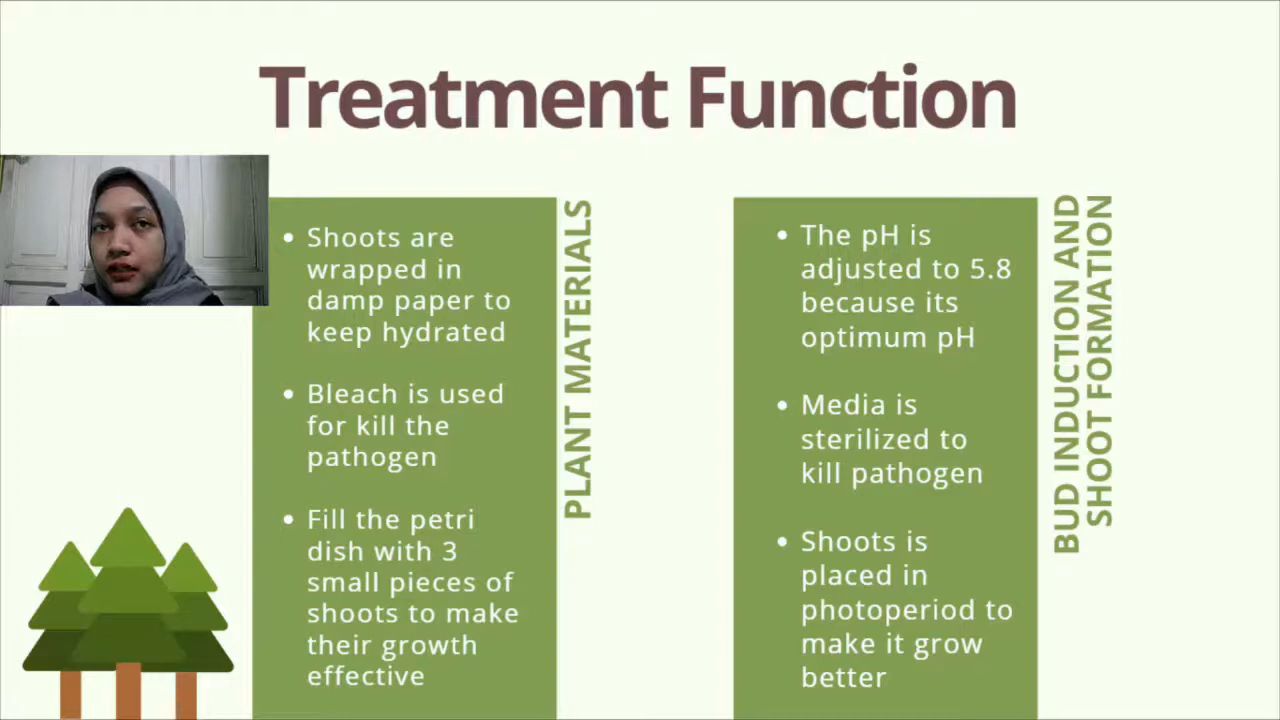 Treatment Function
• Shoots are
wrapped in
damp paper to
keep hydrated
• Bleach is used
for kill the
pathogen
• Fill the petri
dish with 3
small pieces of
shoots to make
their growth
effective
PLANT MATERIALS
• The pH is
adjusted to 5.8
because its
optimum pH
• Media is
sterilized to
kill pathogen
• Shoots is
placed in
photoperiod to
make it grow
better
BUD INDUCTION AND
SHOOT FORMATION